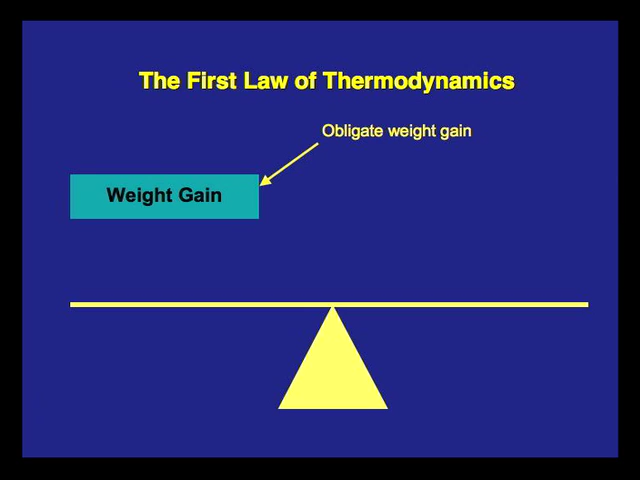 The First Law of Thermodynamics
Obligate weight gain
Weight Gain